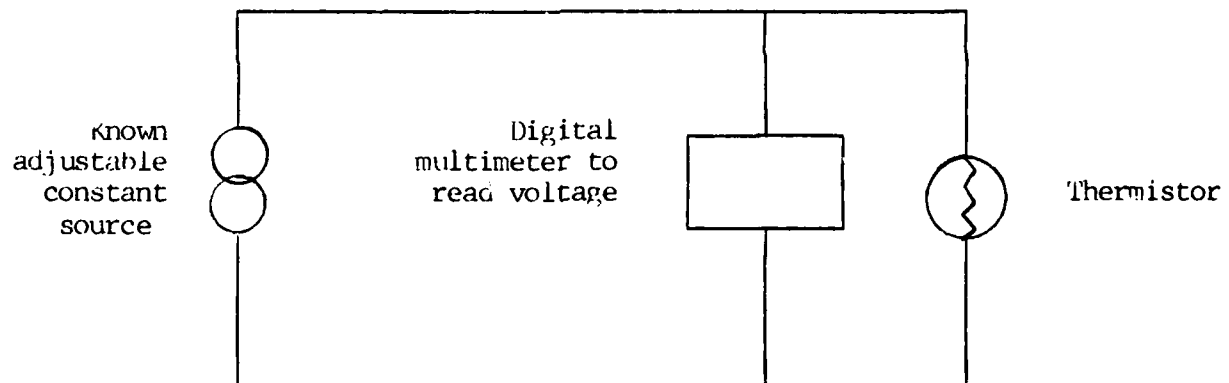 Known
adjustable
constant
source
Digital
multimeter to
read voltage
Thermistor